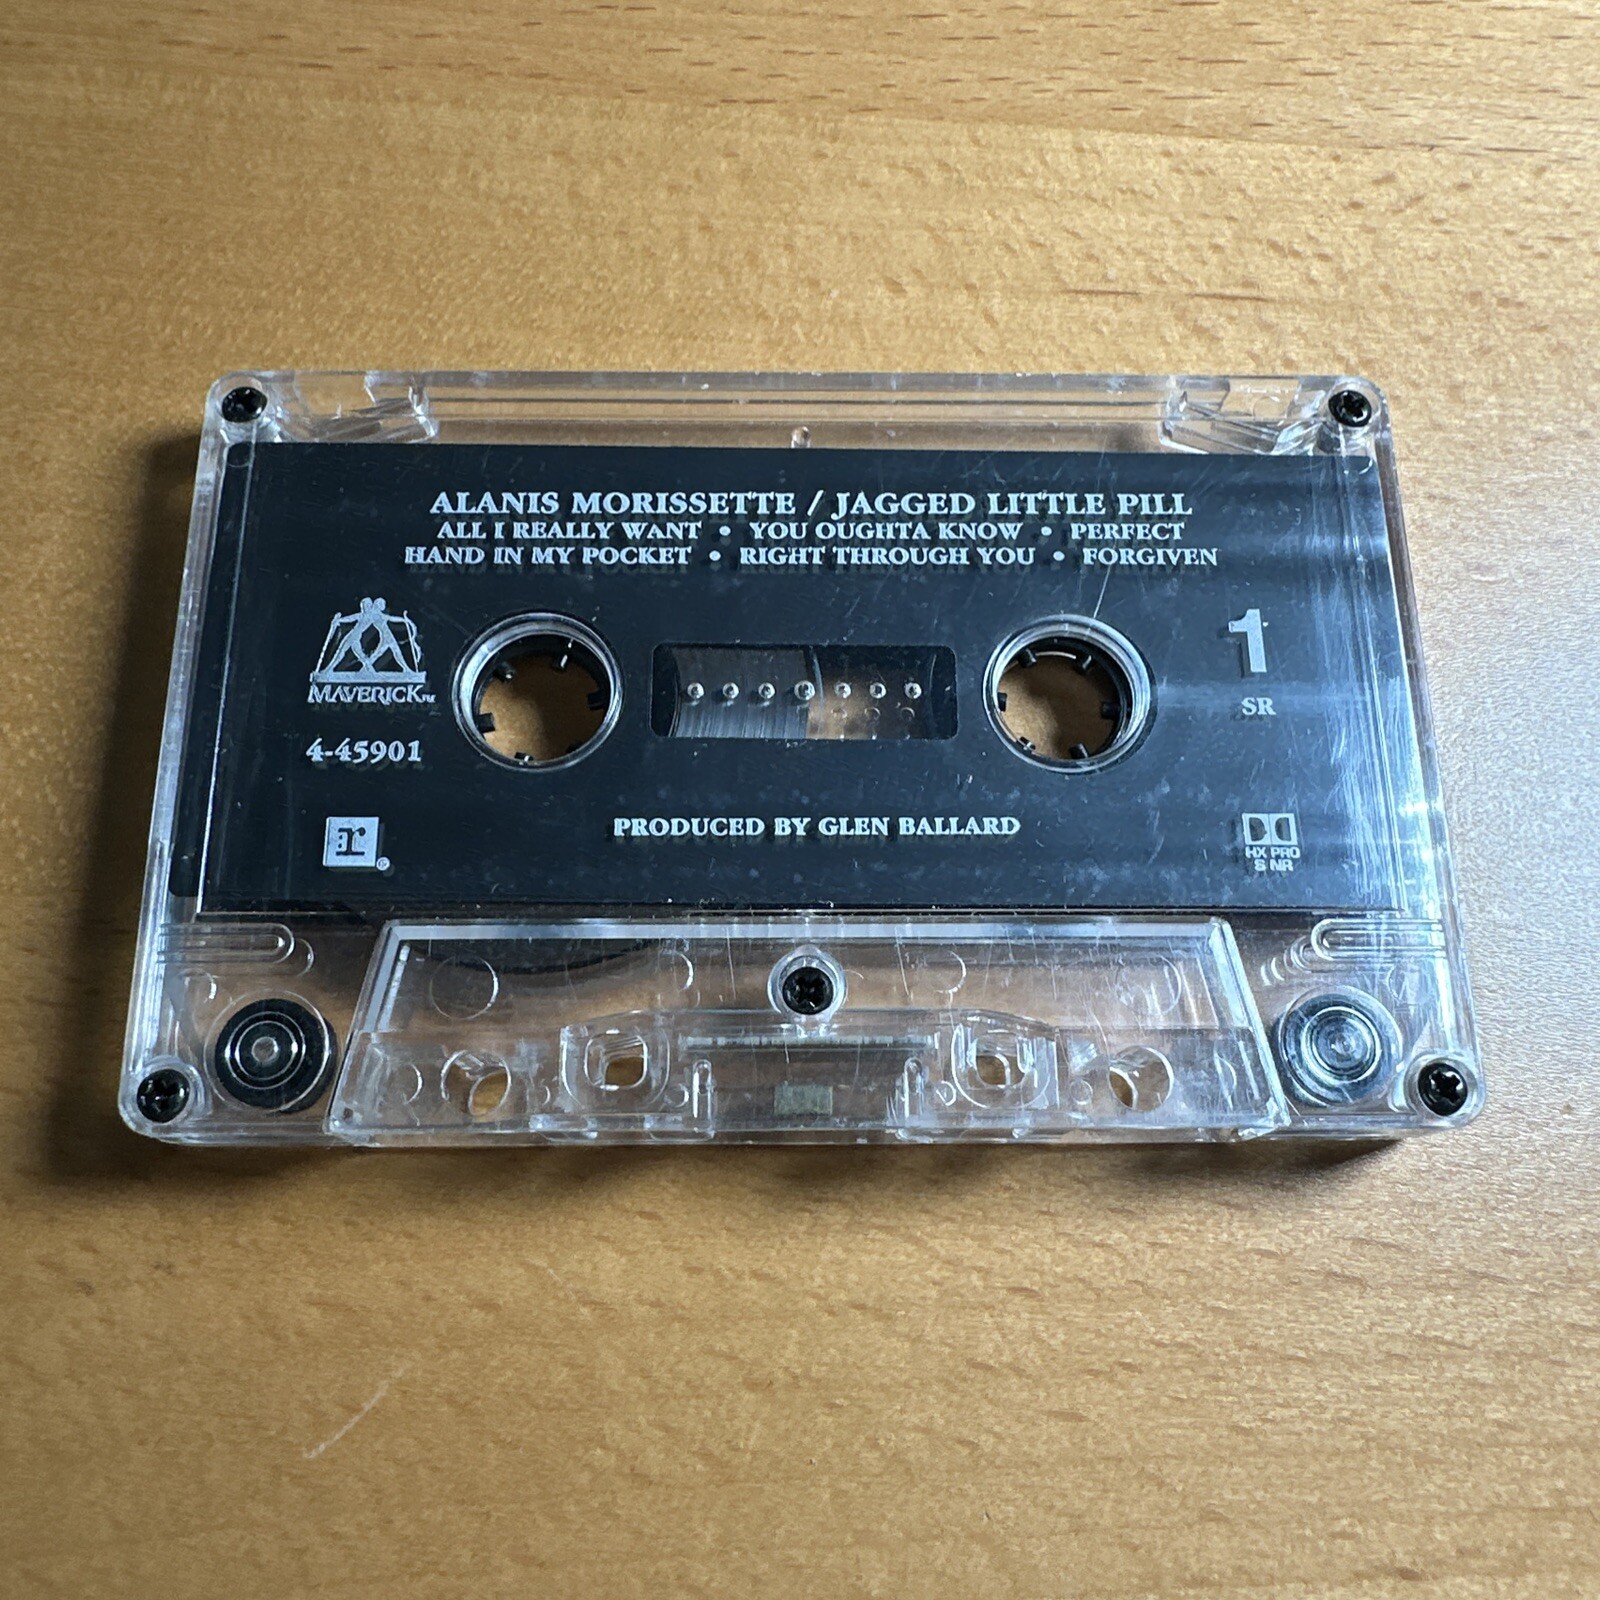 ALANIS MORISSETTE / JAGGED LITTLE PILL
ALL I REALLY WANT • YOU OUGHTA KNOW • PERFECT
HAND IN MY POCKET • RIGHT THROUGH YOU • FORGIVEN
MAVERICK™
1
SR
4-45901
r®
PRODUCED BY GLEN BALLARD
HX PRO
S NR